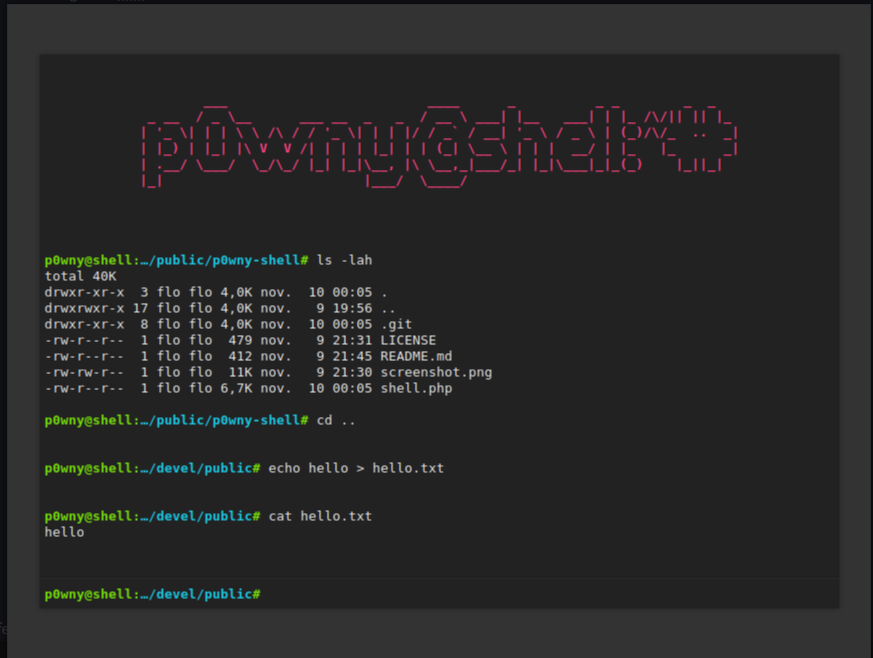 p0wny@shell:~#
p0wny@shell:…/public/p0wny-shell# ls -lah
total 40K
drwxr-xr-x  3 flo flo 4,0K nov.  10 00:05 .
drwxrwxr-x 17 flo flo 4,0K nov.   9 19:56 ..
drwxr-xr-x  8 flo flo 4,0K nov.  10 00:05 .git
-rw-r--r--  1 flo flo  479 nov.   9 21:31 LICENSE
-rw-r--r--  1 flo flo  412 nov.   9 21:45 README.md
-rw-rw-r--  1 flo flo  11K nov.   9 21:30 screenshot.png
-rw-r--r--  1 flo flo 6,7K nov.  10 00:05 shell.php
p0wny@shell:…/public/p0wny-shell# cd ..
p0wny@shell:…/devel/public# echo hello > hello.txt
p0wny@shell:…/devel/public# cat hello.txt
hello
p0wny@shell:…/devel/public#